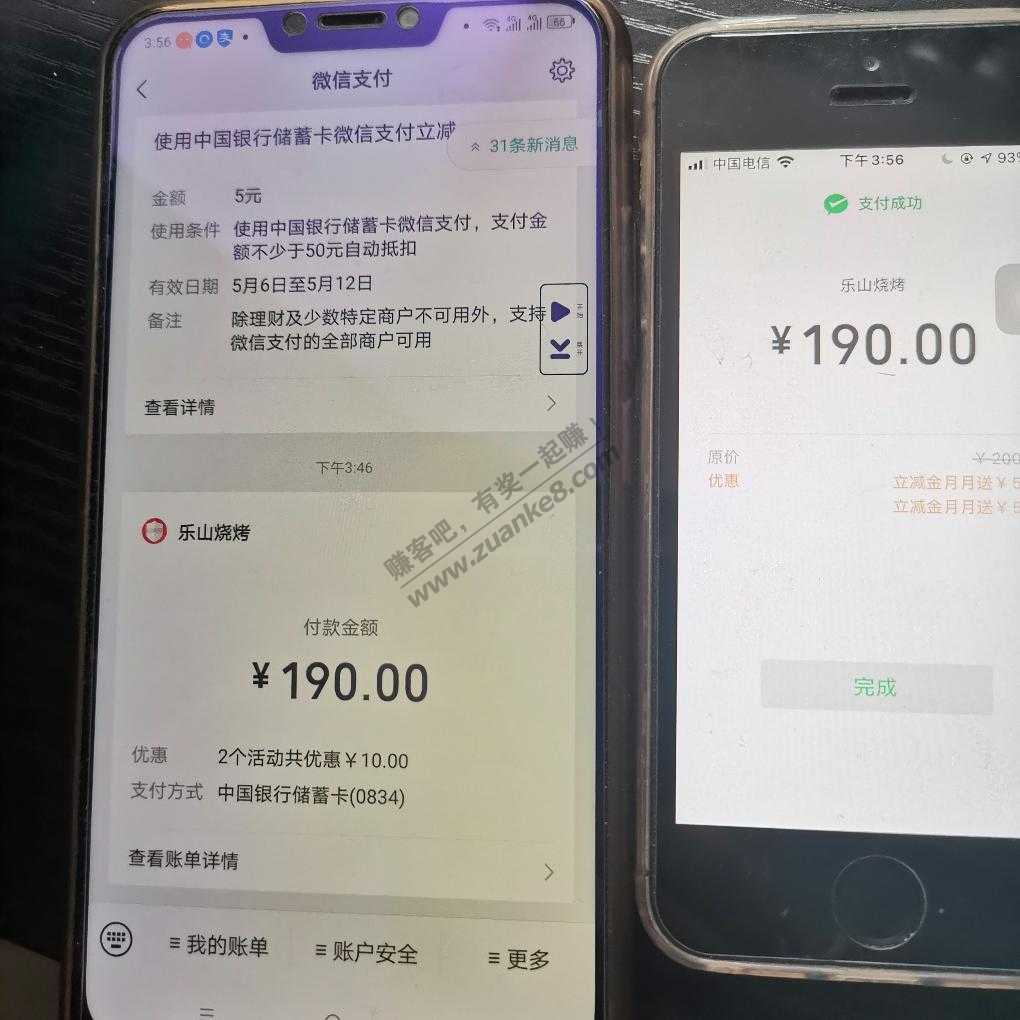 3:56
4G
4G
66
微信支付
使用中国银行储蓄卡微信支付立减
31条新消息
金额 5元
使用条件 使用中国银行储蓄卡微信支付，支付金
额不少于50元自动抵扣
有效日期 5月6日至5月12日
备注 除理财及少数特定商户不可用外，支持
微信支付的全部商户可用
查看详情
下午3:46
乐山烧烤
付款金额
¥190.00
优惠 2个活动共优惠¥10.00
支付方式 中国银行储蓄卡(0834)
查看账单详情
我的账单
账户安全
更多
中国电信 下午3:56 93%
支付成功
乐山烧烤
¥190.00
原价 ¥200
优惠 立减金月月送¥5
立减金月月送¥5
完成
赚客吧，有奖一起赚！
www.zuanke8.com